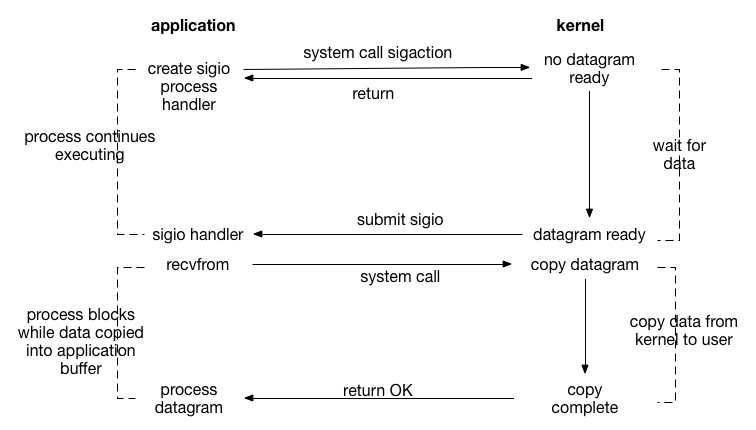 application
kernel
system call sigaction
create sigio
process
handler
no datagram
ready
return
process continues
executing
wait for
data
submit sigio
sigio handler
datagram ready
recvfrom
copy datagram
system call
process blocks
while data copied
into application
buffer
copy data from
kernel to user
process
datagram
return OK
copy
complete